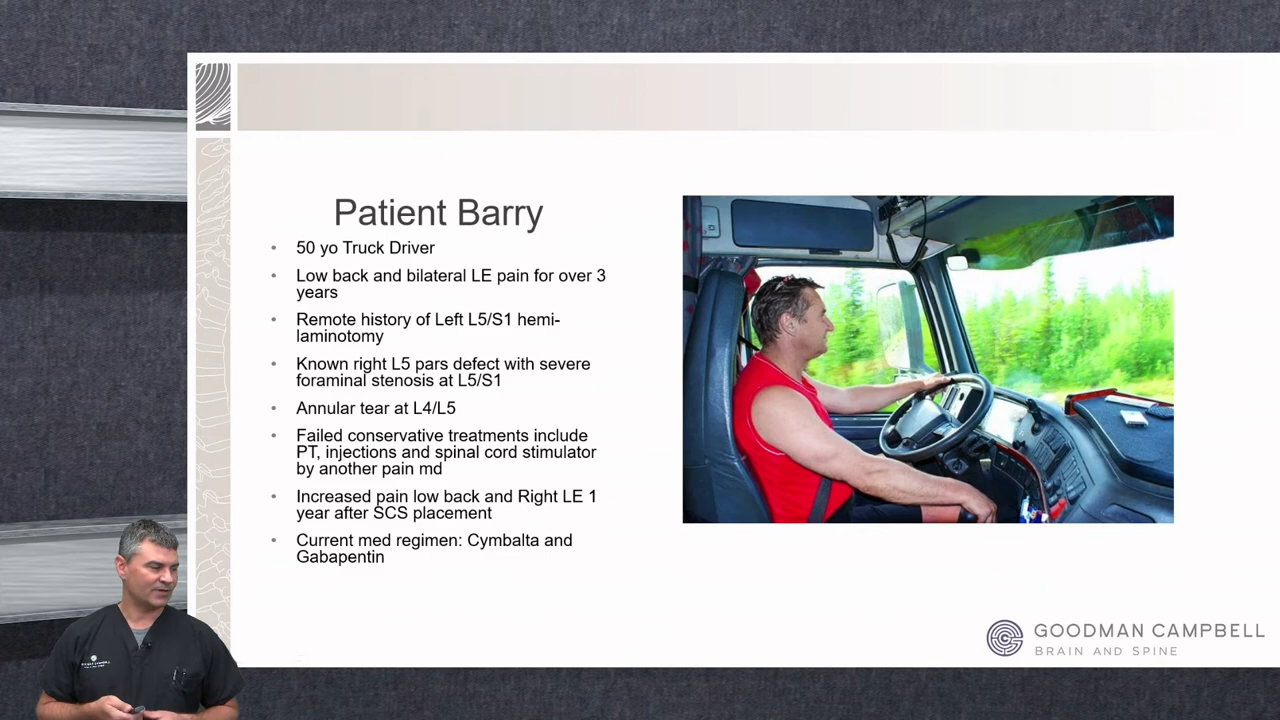 Patient Barry
• 50 yo Truck Driver
• Low back and bilateral LE pain for over 3
years
• Remote history of Left L5/S1 hemi-
laminotomy
• Known right L5 pars defect with severe
foraminal stenosis at L5/S1
• Annular tear at L4/L5
• Failed conservative treatments include
PT, injections and spinal cord stimulator
by another pain md
• Increased pain low back and Right LE 1
year after SCS placement
• Current med regimen: Cymbalta and
Gabapentin
GOODMAN CAMPBELL
BRAIN AND SPINE